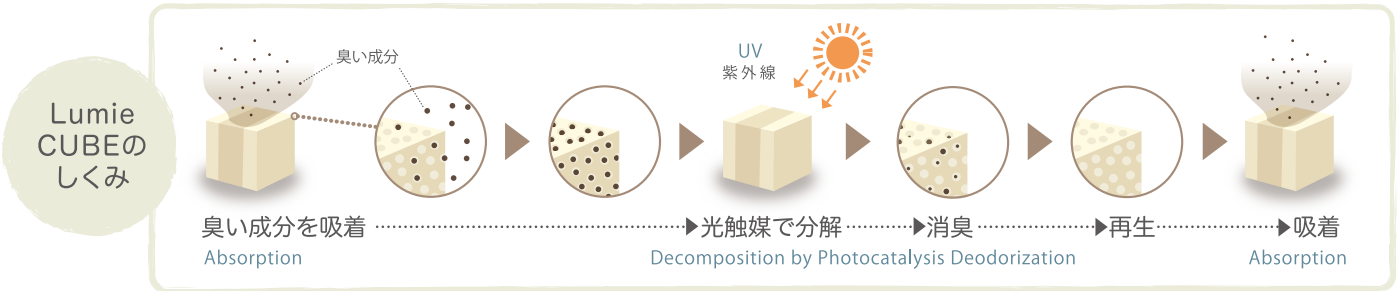 Lumie
CUBEの
しくみ
臭い成分
UV
紫外線
臭い成分を吸着
光触媒で分解
消臭
再生
吸着
Absorption
Decomposition by Photocatalysis Deodorization
Absorption